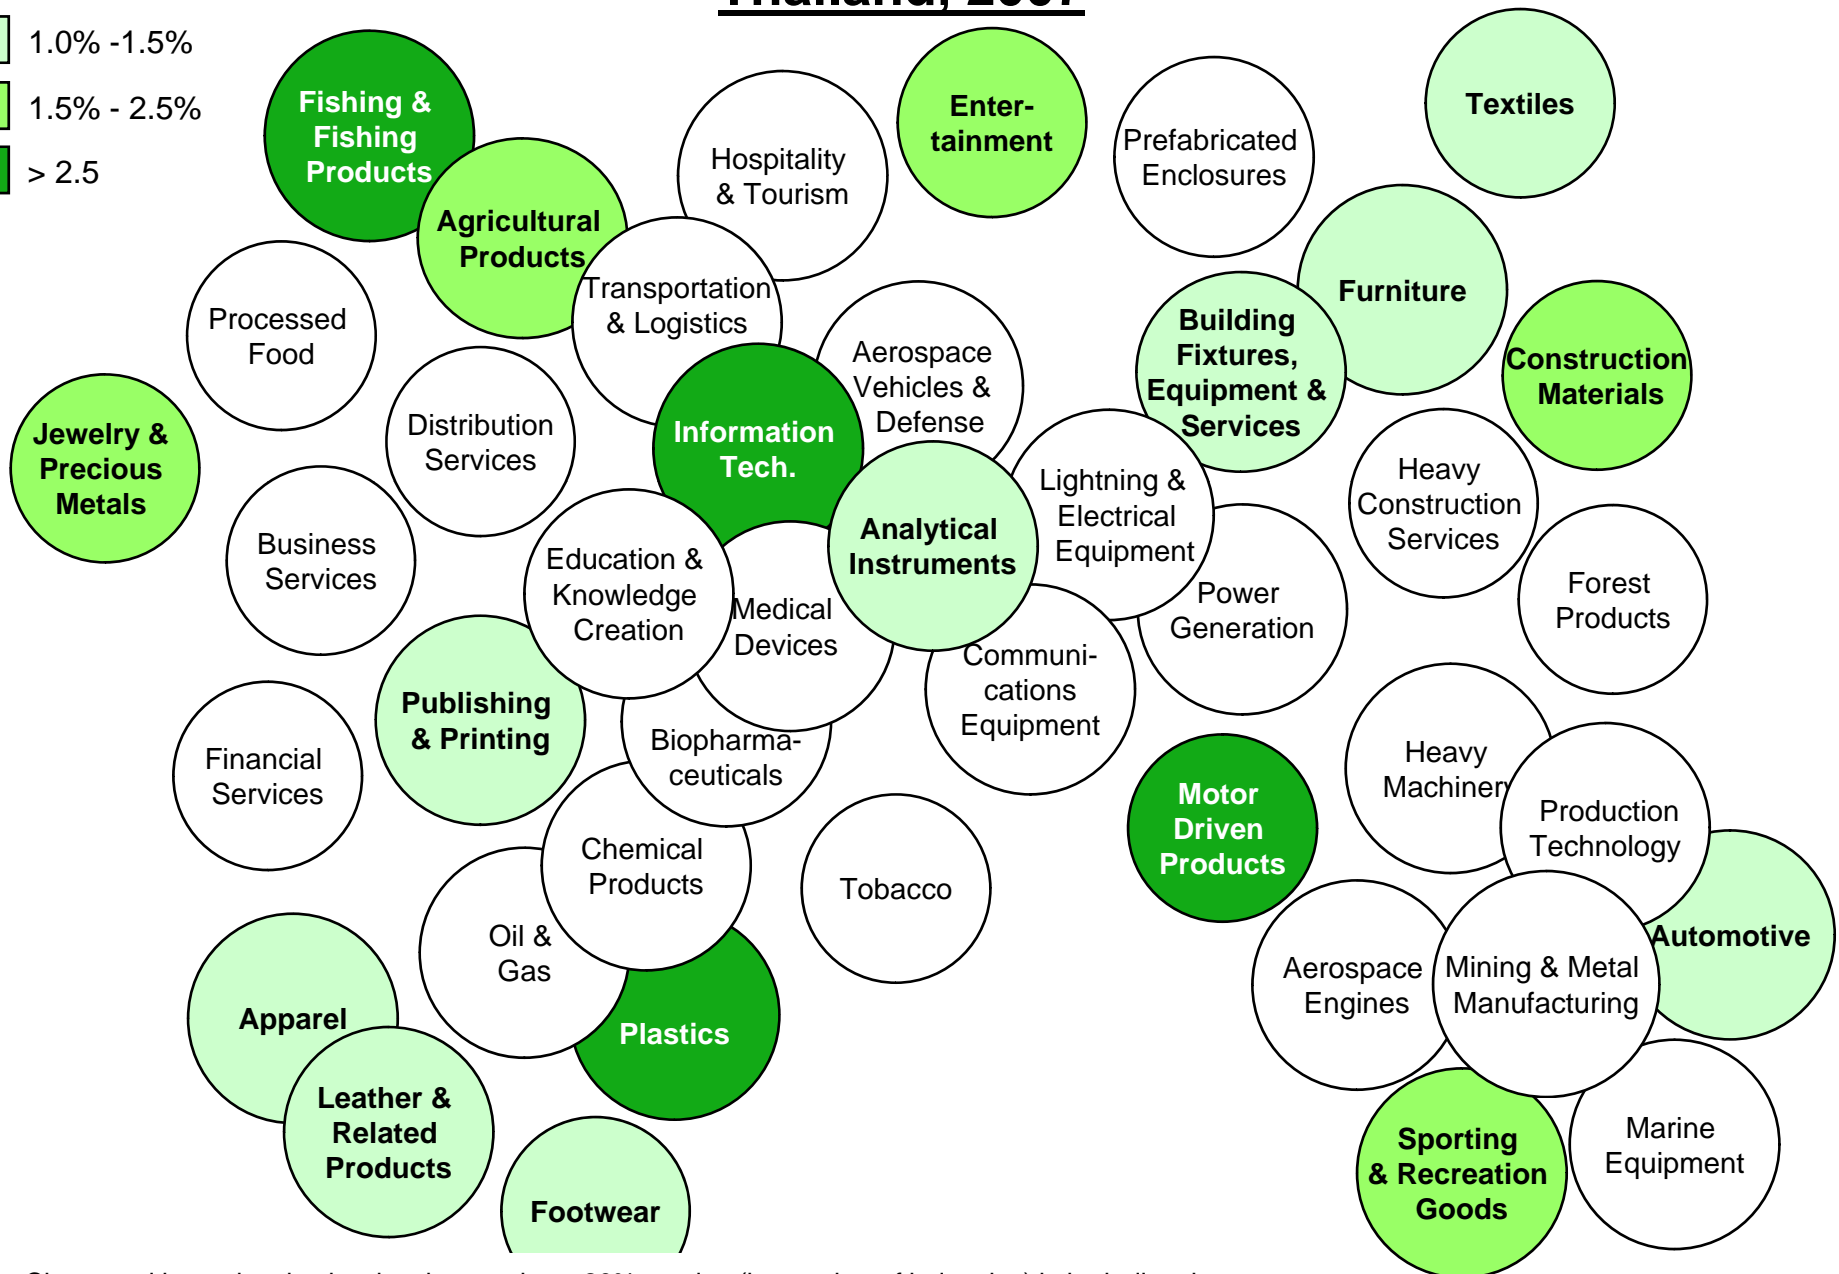 Thailand, 2007
1.0% -1.5%
1.5% - 2.5%
> 2.5
Fishing &
Fishing
Products
Agricultural
Products
Hospitality
& Tourism
Enter-
tainment
Prefabricated
Enclosures
Textiles
Transportation
& Logistics
Processed
Food
Furniture
Building
Fixtures,
Equipment &
Services
Construction
Materials
Aerospace
Vehicles &
Defense
Jewelry &
Precious
Metals
Distribution
Services
Information
Tech.
Lightning &
Electrical
Equipment
Heavy
Construction
Services
Analytical
Instruments
Business
Services
Education &
Knowledge
Creation
Medical
Devices
Power
Generation
Forest
Products
Communi-
cations
Equipment
Publishing
& Printing
Biopharma-
ceuticals
Financial
Services
Heavy
Machinery
Motor
Driven
Products
Production
Technology
Chemical
Products
Tobacco
Oil &
Gas
Automotive
Aerospace
Engines
Mining & Metal
Manufacturing
Apparel
Plastics
Leather &
Related
Products
Footwear
Sporting
& Recreation
Goods
Marine
Equipment